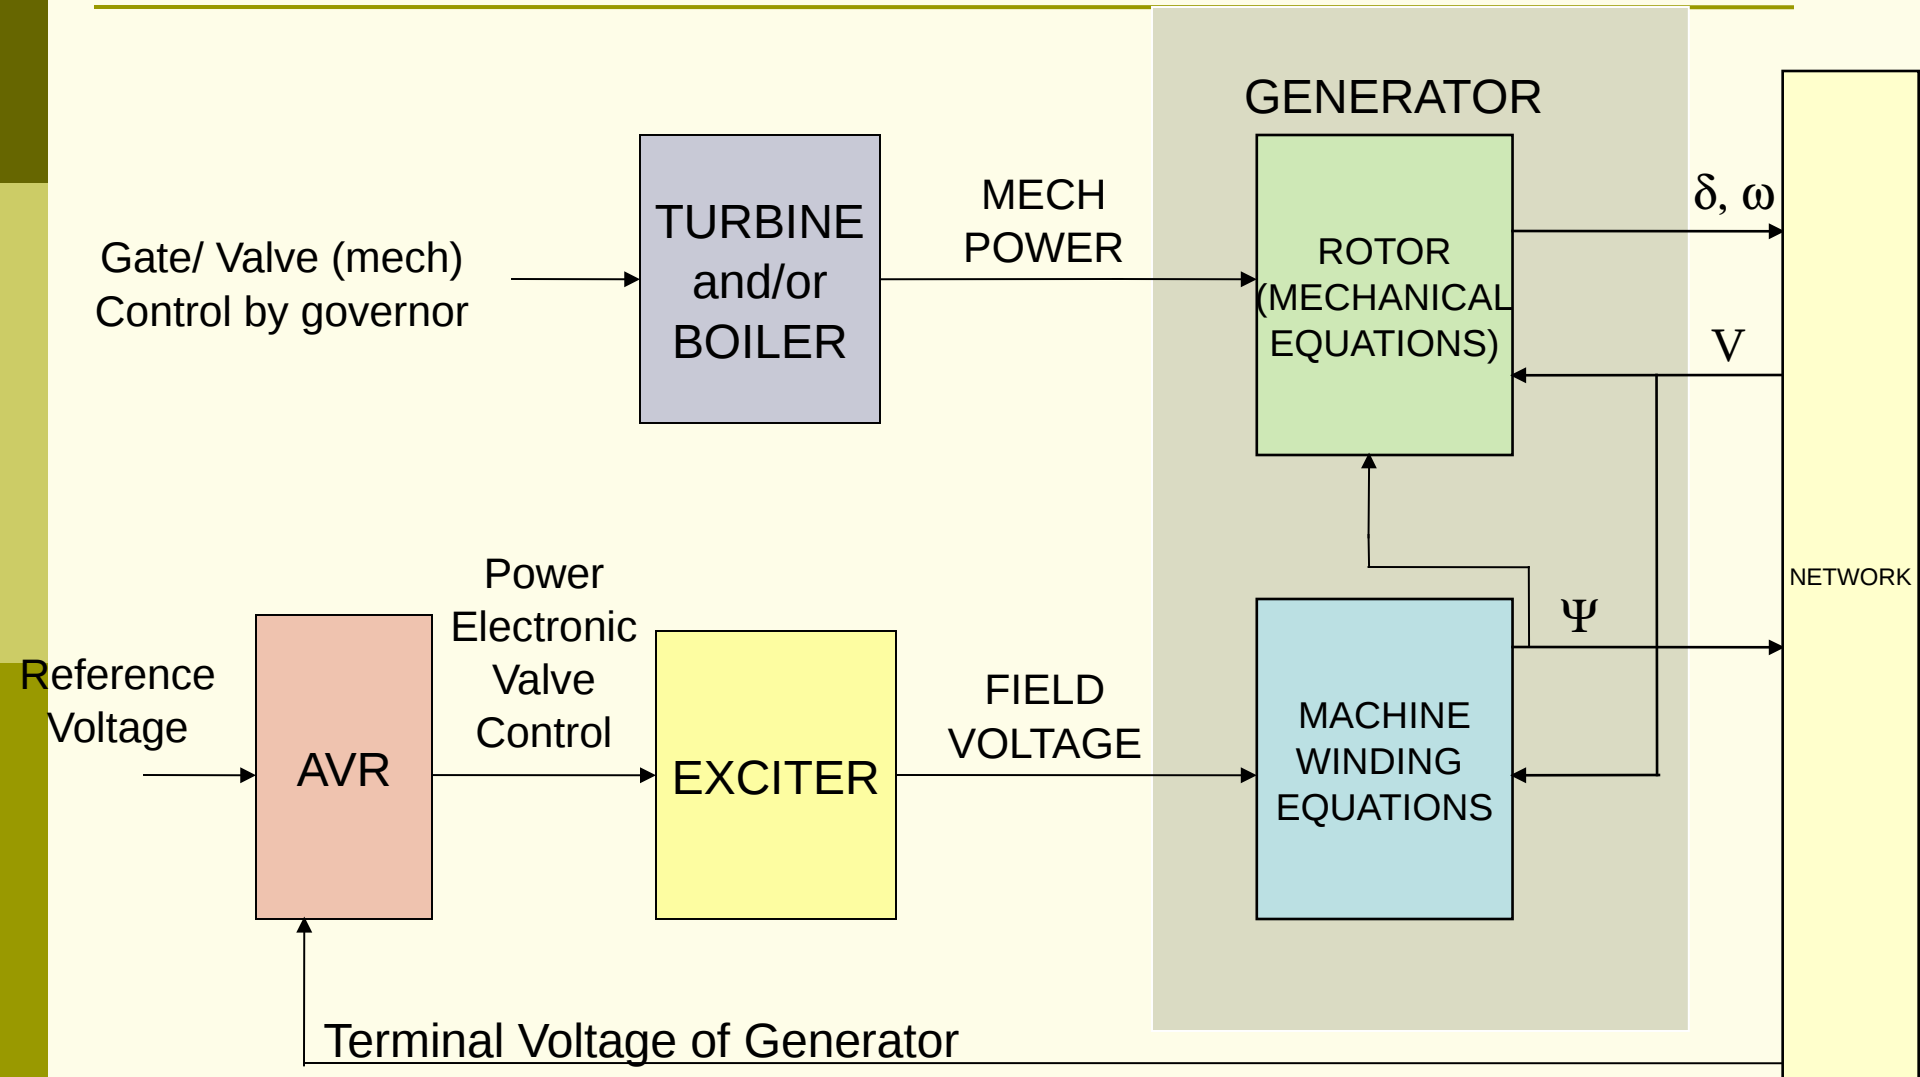 GENERATOR
TURBINE
and/or
BOILER
MECH
POWER
δ, ω
Gate/ Valve (mech)
Control by governor
ROTOR
(MECHANICAL
EQUATIONS)
V
NETWORK
Power
Electronic
Valve
Control
Ψ
Reference
Voltage
AVR
EXCITER
FIELD
VOLTAGE
MACHINE
WINDING
EQUATIONS
Terminal Voltage of Generator